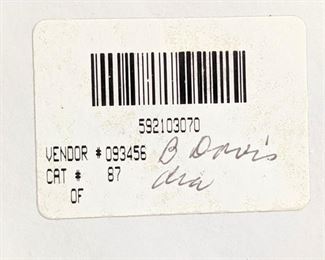 592103070
VENDOR # 093456 B Davis
CAT # 87
OF